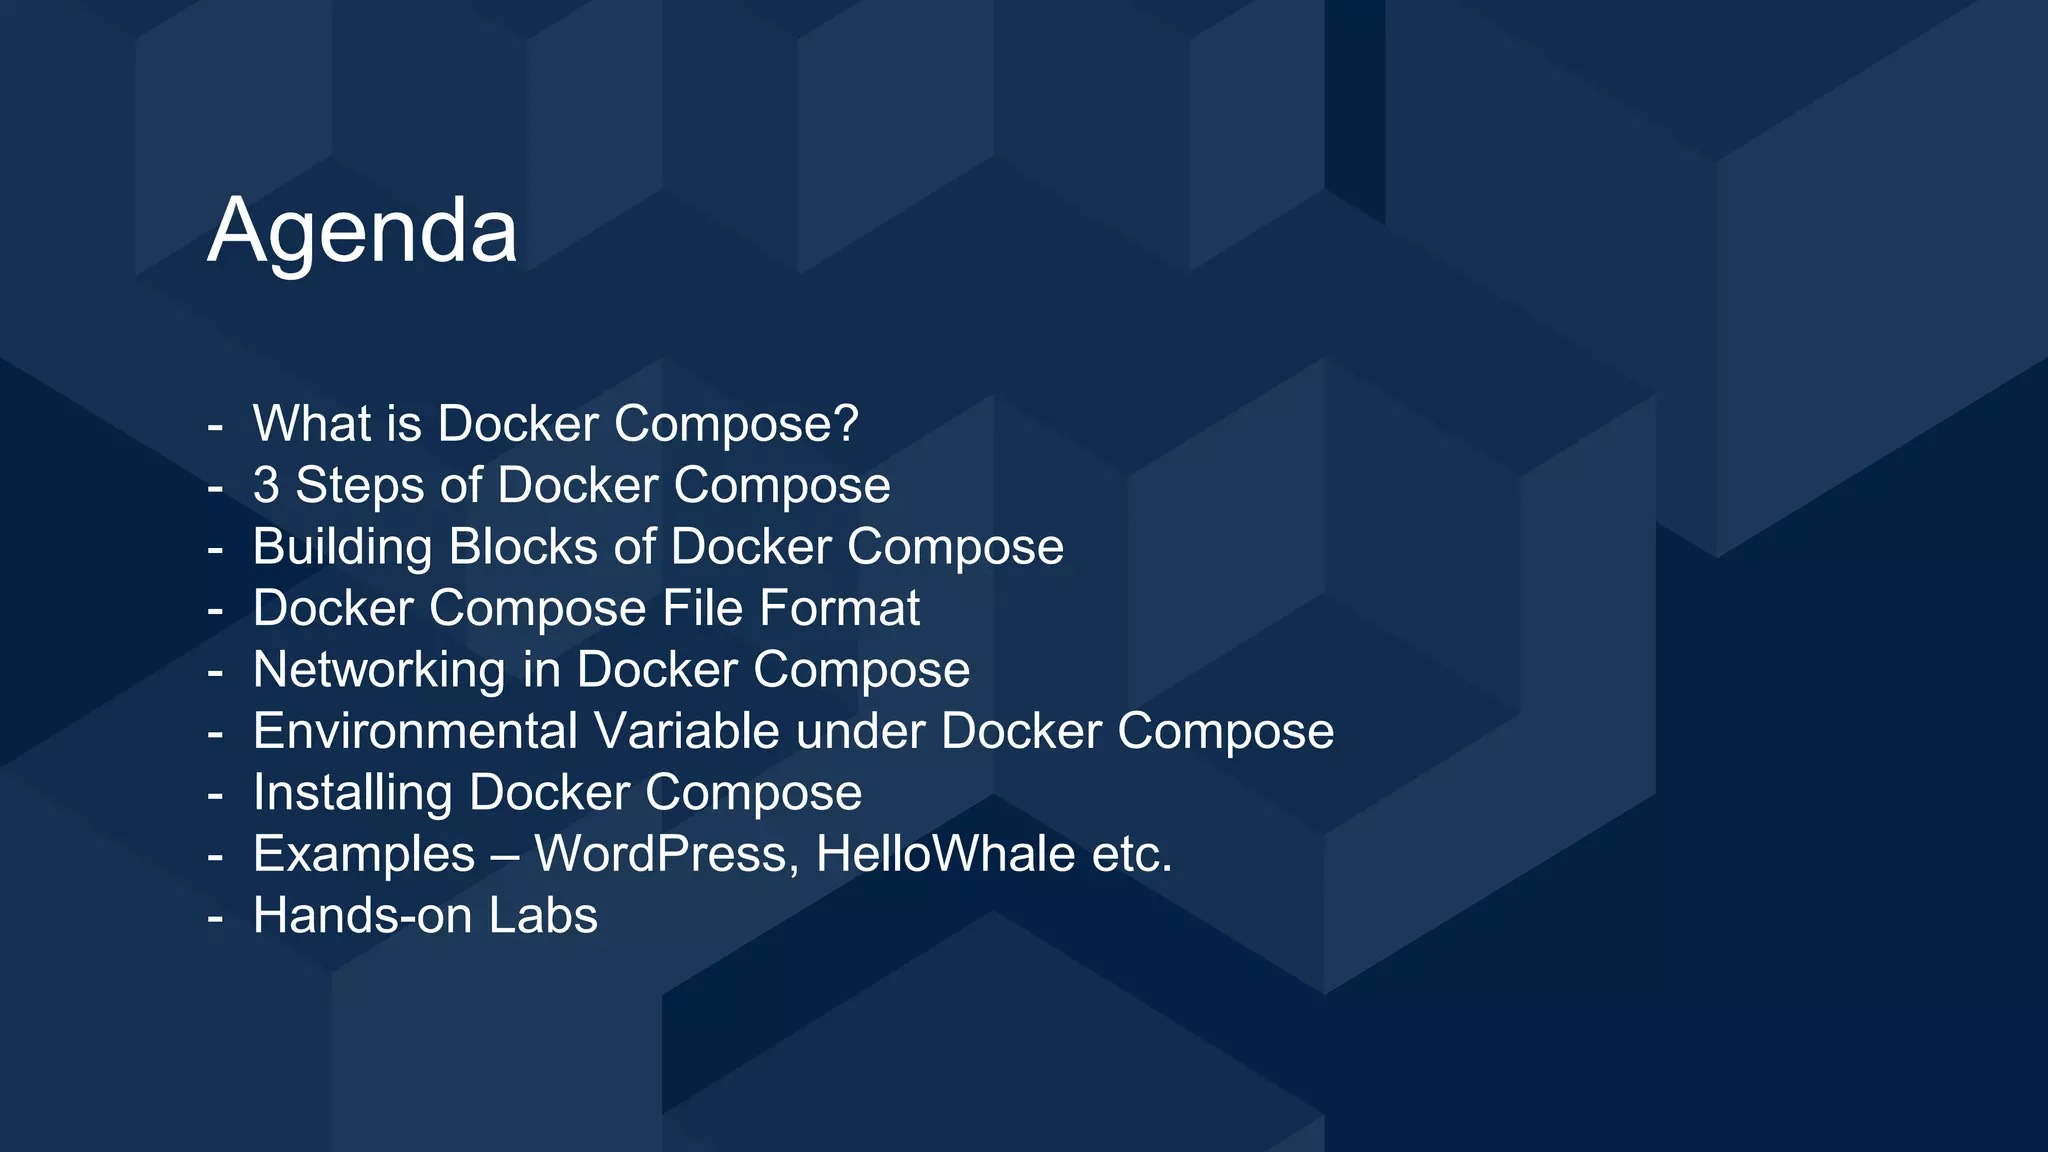 Agenda
- What is Docker Compose?
- 3 Steps of Docker Compose
- Building Blocks of Docker Compose
- Docker Compose File Format
- Networking in Docker Compose
- Environmental Variable under Docker Compose
- Installing Docker Compose
- Examples – WordPress, HelloWhale etc.
- Hands-on Labs